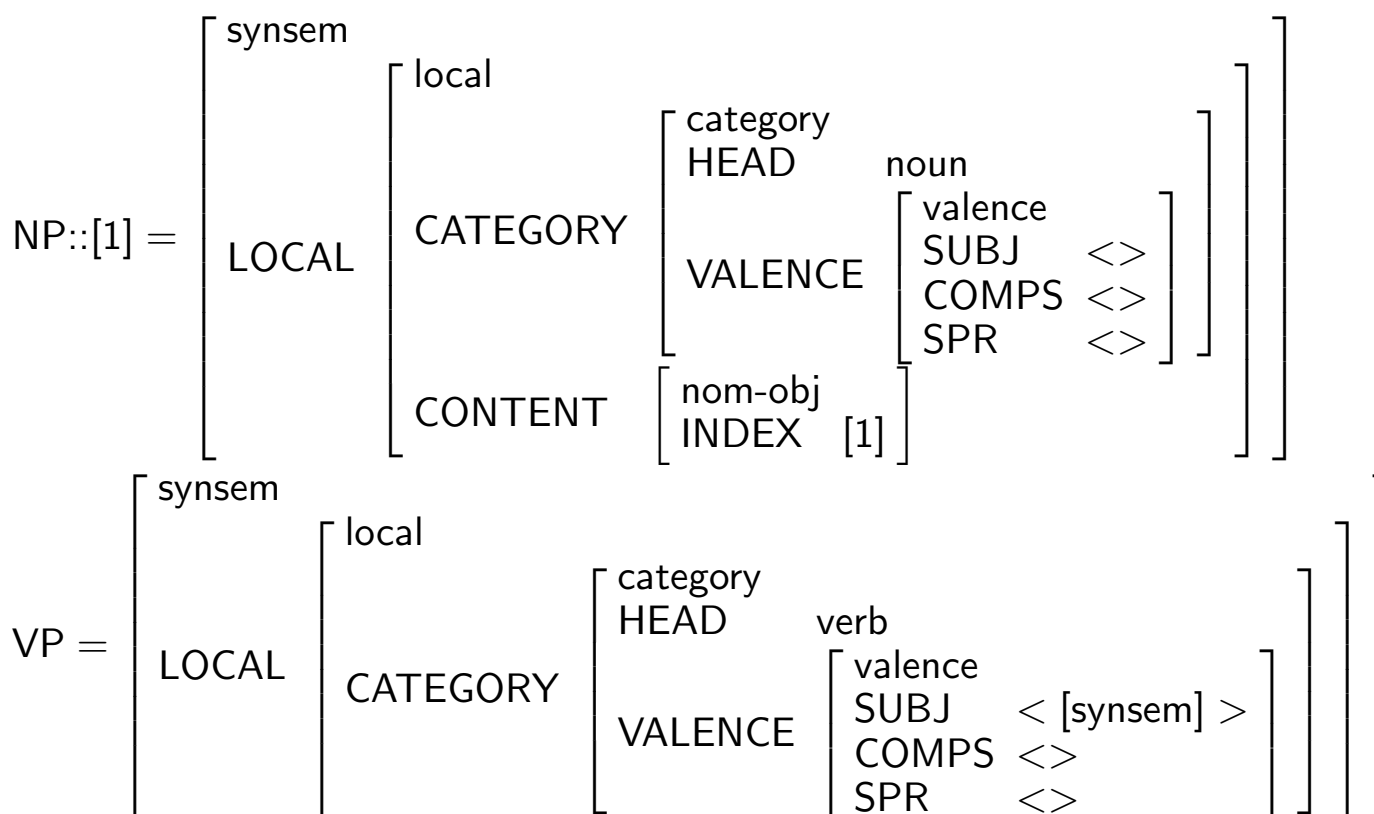 synsem
local
category
HEAD noun
valence
NP::[1] = LOCAL CATEGORY VALENCE SUBJ <>
COMPS <>
SPR <>
CONTENT nom-obj
INDEX [1]
synsem
local
category
HEAD verb
VP = LOCAL CATEGORY VALENCE valence
SUBJ < [synsem] >
COMPS <>
SPR <>